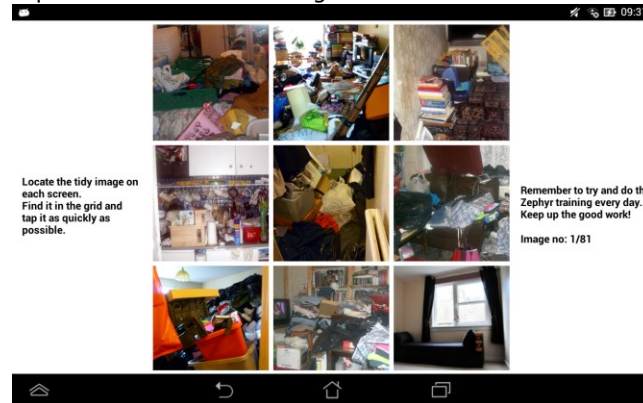 09:37
Locate the tidy image on
each screen.
Find it in the grid and
tap it as quickly as
possible.
Remember to try and do th
Zephyr training every day.
Keep up the good work!
Image no: 1/81